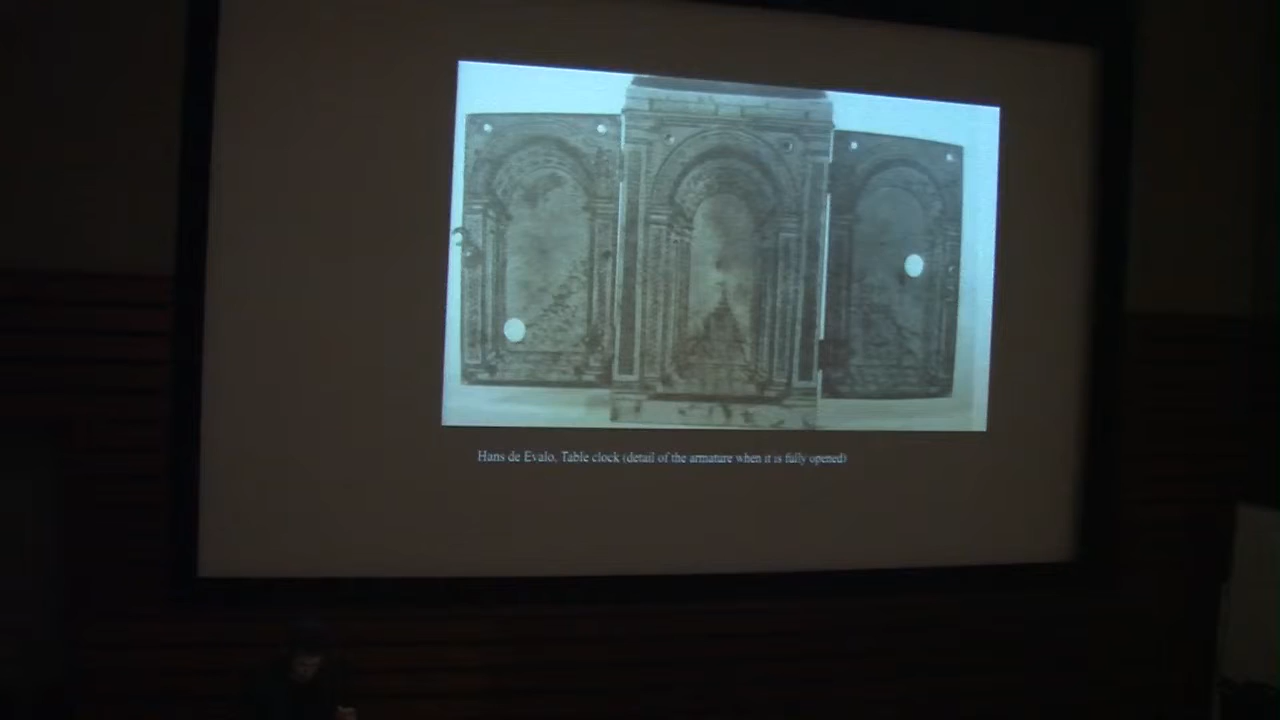 Hans de Evalo, Table clock (detail of the armature when it is fully opened)